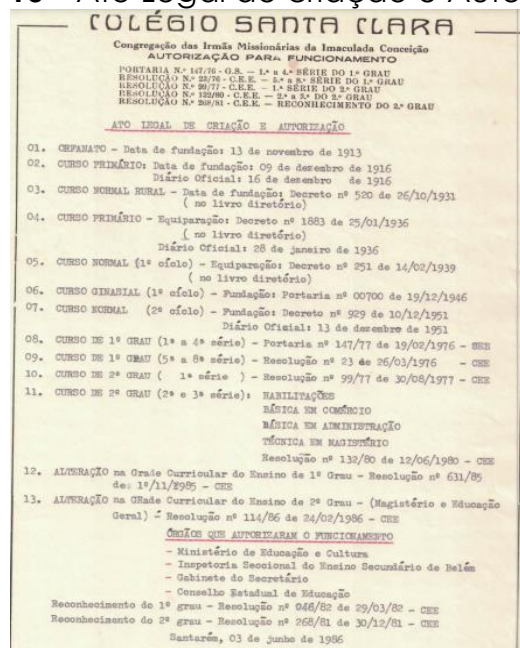 COLÉGIO SANTA CLARA
Congregação das Irmãs Missionárias da Imaculada Conceição
AUTORIZAÇÃO PARA FUNCIONAMENTO
PORTARIA N.º 147/76 - G.S. — 1.ª a 4.ª SÉRIE DO 1.º GRAU
RESOLUÇÃO N.º 23/76 - C.E.E. — 5.ª a 8.ª SÉRIE DO 1.º GRAU
RESOLUÇÃO N.º 99/77 - C.E.E. — 1.ª SÉRIE DO 2.º GRAU
RESOLUÇÃO N.º 132/80 - C.E.E. — 2.ª a 3.ª DO 2.º GRAU
RESOLUÇÃO N.º 268/81 - C.E.E. — RECONHECIMENTO DO 2.º GRAU
ATO LEGAL DE CRIAÇÃO E AUTORIZAÇÃO
01. ORFANATO - Data de fundação: 13 de novembro de 1913
02. CURSO PRIMÁRIO: Data de fundação: 09 de dezembro de 1916
Diário Oficial: 16 de dezembro de 1916
03. CURSO NORMAL RURAL - Data de fundação: Decreto nº 520 de 26/10/1931
( no livro diretório)
04. CURSO PRIMÁRIO - Equiparação: Decreto nº 1883 de 25/01/1936
( no livro diretório)
Diário Oficial: 28 de janeiro de 1936
05. CURSO NORMAL (1º ciclo) - Equiparação: Decreto nº 251 de 14/02/1939
( no livro diretório)
06. CURSO GINASIAL (1º ciclo) - Fundação: Portaria nº 00700 de 19/12/1946
07. CURSO NORMAL (2º ciclo) - Fundação: Decreto nº 929 de 10/12/1951
Diário Oficial: 13 de dezembro de 1951
08. CURSO DE 1º GRAU (1ª a 4ª série) - Portaria nº 147/77 de 19/02/1976 - SEE
09. CURSO DE 1º GRAU (5ª a 8ª série) - Resolução nº 23 de 26/03/1976 - CEE
10. CURSO DE 2º GRAU ( 1ª série ) - Resolução nº 99/77 de 30/08/1977 - CEE
11. CURSO DE 2º GRAU (2ª e 3ª série): HABILITAÇÕES
BÁSICA EM COMÉRCIO
BÁSICA EM ADMINISTRAÇÃO
TÉCNICA EM MAGISTÉRIO
Resolução nº 132/80 de 12/06/1980 - CEE
12. ALTERAÇÃO na Grade Curricular do Ensino de 1º Grau - Resolução nº 631/85
de: 1º/11/1985 - CEE
13. ALTERAÇÃO na GRade Curricular do Ensino de 2º Grau - (Magistério e Educação
Geral) - Resolução nº 114/86 de 24/02/1986 - CEE
ÓRGÃOS QUE AUTORIZARAM O FUNCIONAMENTO
- Ministério de Educação e Cultura
- Inspetoria Seccional do Ensino Secundário de Belém
- Gabinete do Secretário
- Conselho Estadual de Educação
Reconhecimento do 1º grau - Resolução nº 046/82 de 29/03/82 - CEE
Reconhecimento do 2º grau - Resolução nº 268/81 de 30/12/81 - CEE
Santarém, 03 de junho de 1986